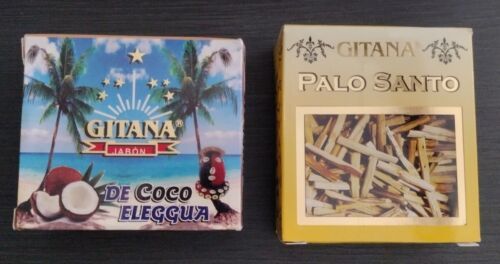 GITANA®
JABÓN
DE COCO
ELEGGUA
GITANA®
PALO SANTO